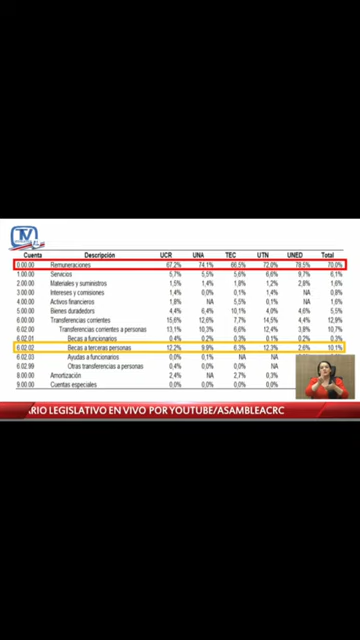 TV
Cuenta Descripción UCR UNA TEC UTN UNED Total
0.00.00 Remuneraciones 67,2% 74,1% 66,5% 72,0% 78,5% 70,0%
1.00.00 Servicios 5,7% 5,5% 5,6% 6,6% 9,7% 6,1%
2.00.00 Materiales y suministros 1,5% 1,4% 1,8% 1,2% 2,8% 1,6%
3.00.00 Intereses y comisiones 1,4% 0,0% 0,1% 1,4% NA 0,8%
4.00.00 Activos financieros 1,8% NA 5,5% 0,1% NA 1,6%
5.00.00 Bienes duraderos 4,4% 6,4% 10,1% 4,0% 4,6% 5,5%
6.00.00 Transferencias corrientes 15,6% 12,6% 7,7% 14,5% 4,4% 12,9%
6.02.00 Transferencias corrientes a personas 13,1% 10,3% 6,6% 12,4% 3,8% 10,7%
6.02.01 Becas a funcionarios 0,4% 0,2% 0,3% 0,1% 0,2% 0,3%
6.02.02 Becas a terceras personas 12,2% 9,9% 6,3% 12,3% 2,6% 10,1%
6.02.03 Ayudas a funcionarios 0,0% 0,1% NA NA
6.02.99 Otras transferencias a personas 0,4% 0,0% 0,0% NA
8.00.00 Amortización 2,4% NA 2,7% 0,3%
9.00.00 Cuentas especiales 0,0% 0,0% 0,0% 0,0%
ARIO LEGISLATIVO EN VIVO POR YOUTUBE/ASAMBLEACRC